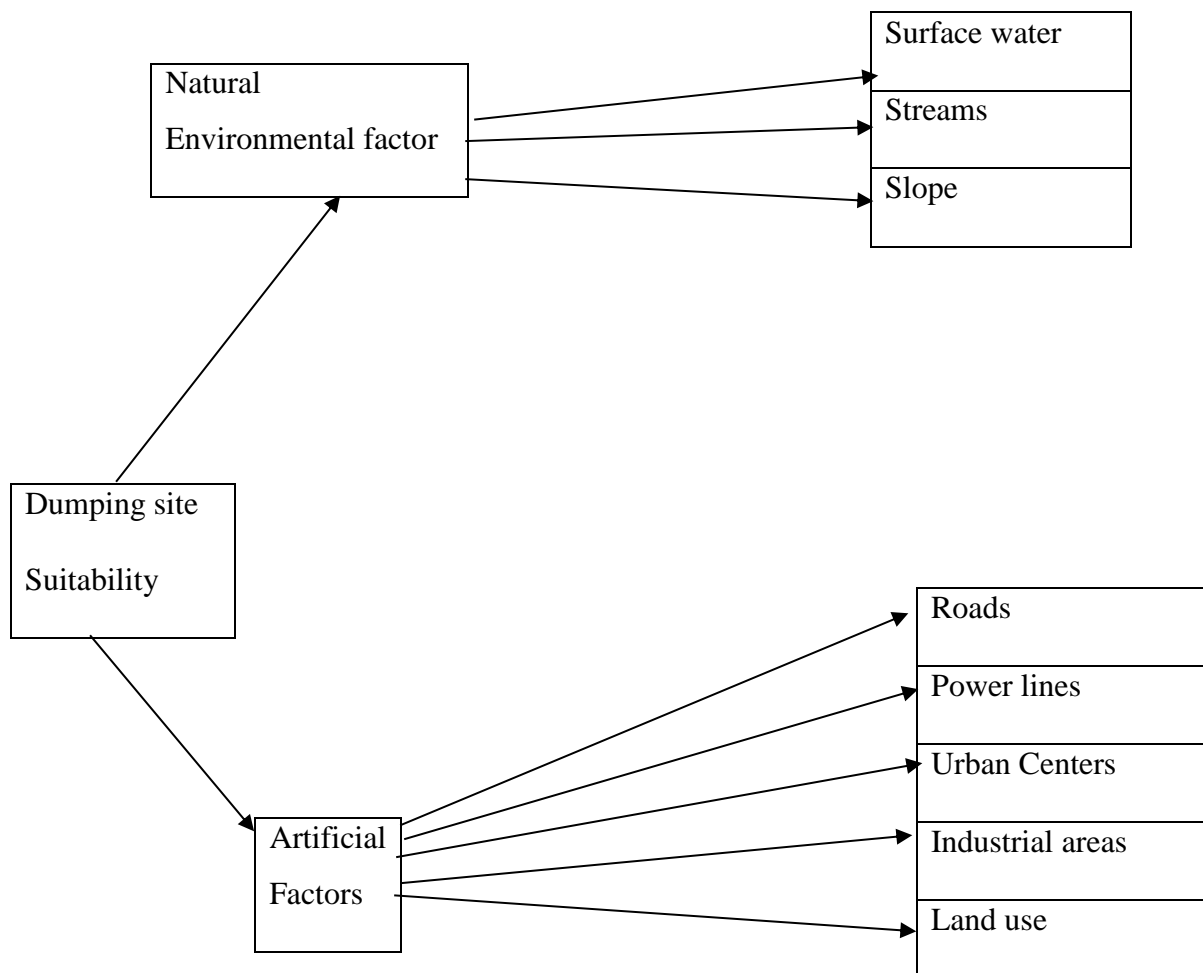 Surface water
Natural
Environmental factor
Streams
Slope
Dumping site
Suitability
Roads
Power lines
Urban Centers
Artificial
Industrial areas
Factors
Land use